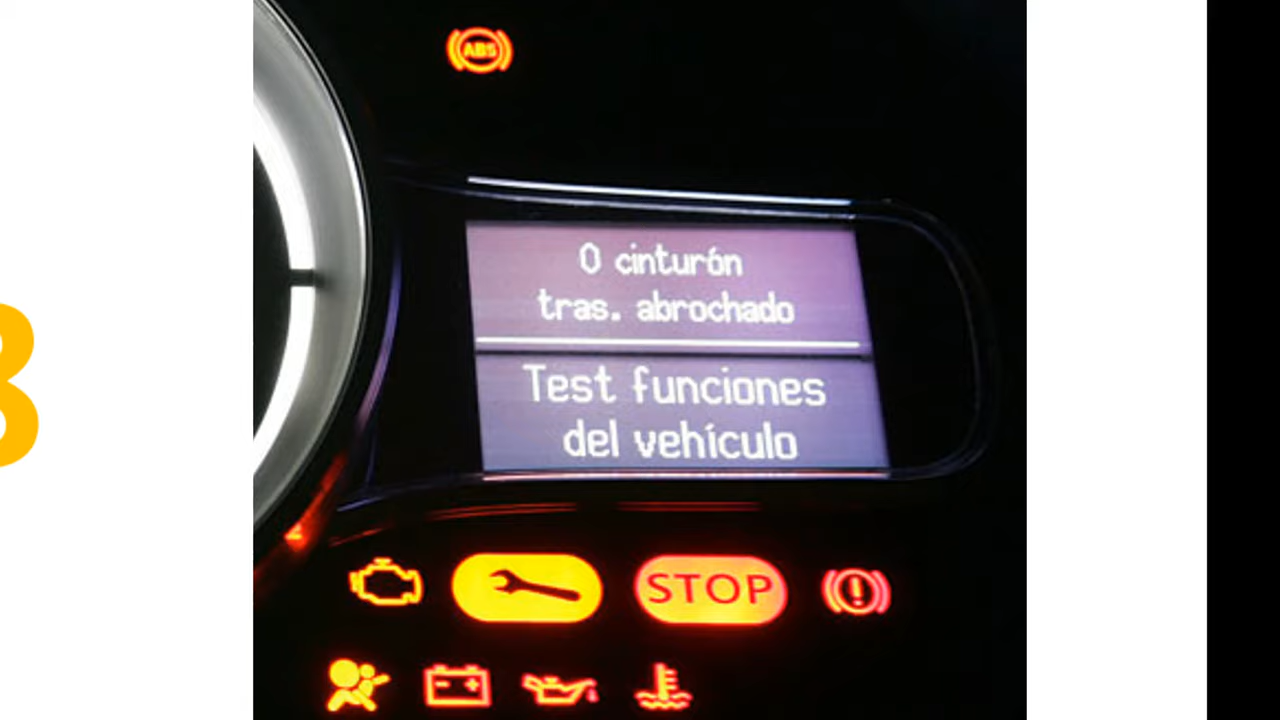 ABS
0 cinturón
tras. abrochado
Test funciones
del vehículo
STOP